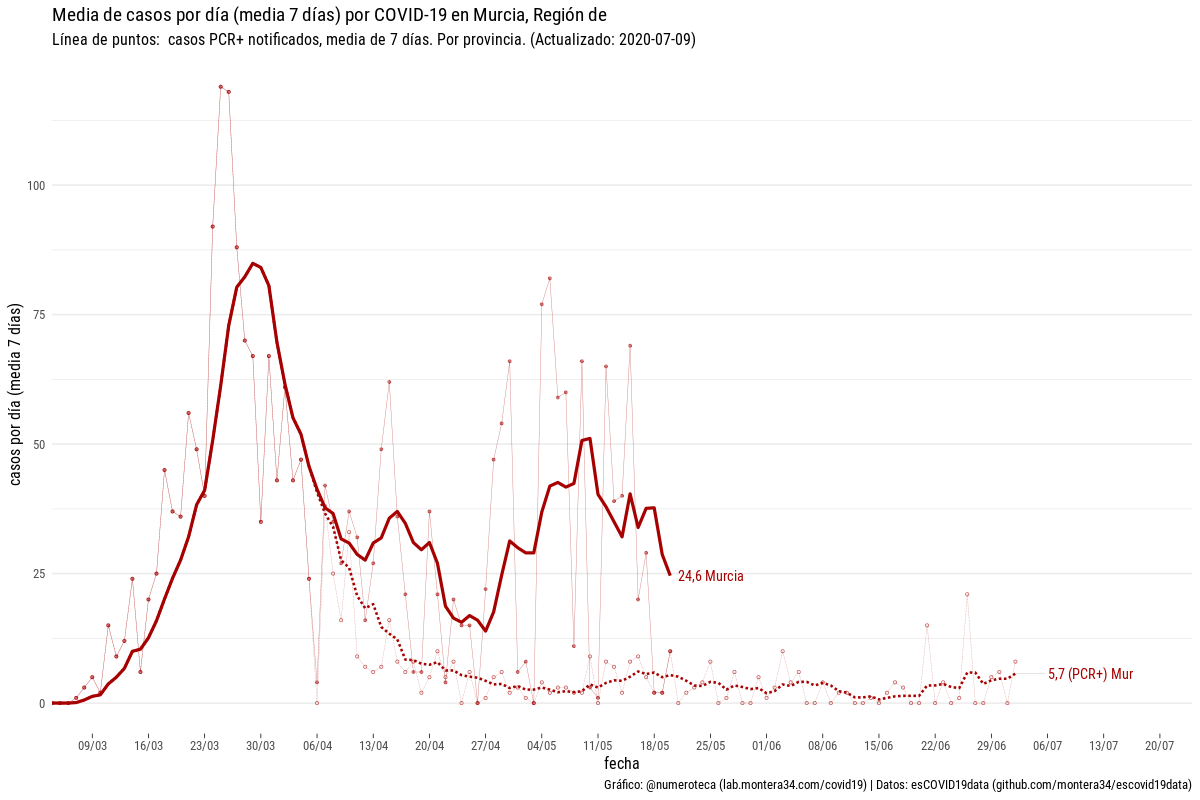 Media de casos por día (media 7 días) por COVID-19 en Murcia, Región de
Línea de puntos:  casos PCR+ notificados, media de 7 días. Por provincia. (Actualizado: 2020-07-09)
casos por día (media 7 días)
100
75
50
25
0
24,6 Murcia
5,7 (PCR+) Mur
09/03 16/03 23/03 30/03 06/04 13/04 20/04 27/04 04/05 11/05 18/05 25/05 01/06 08/06 15/06 22/06 29/06 06/07 13/07 20/07
fecha
Gráfico: @numeroteca (lab.montera34.com/covid19) | Datos: esCOVID19data (github.com/montera34/escovid19data)